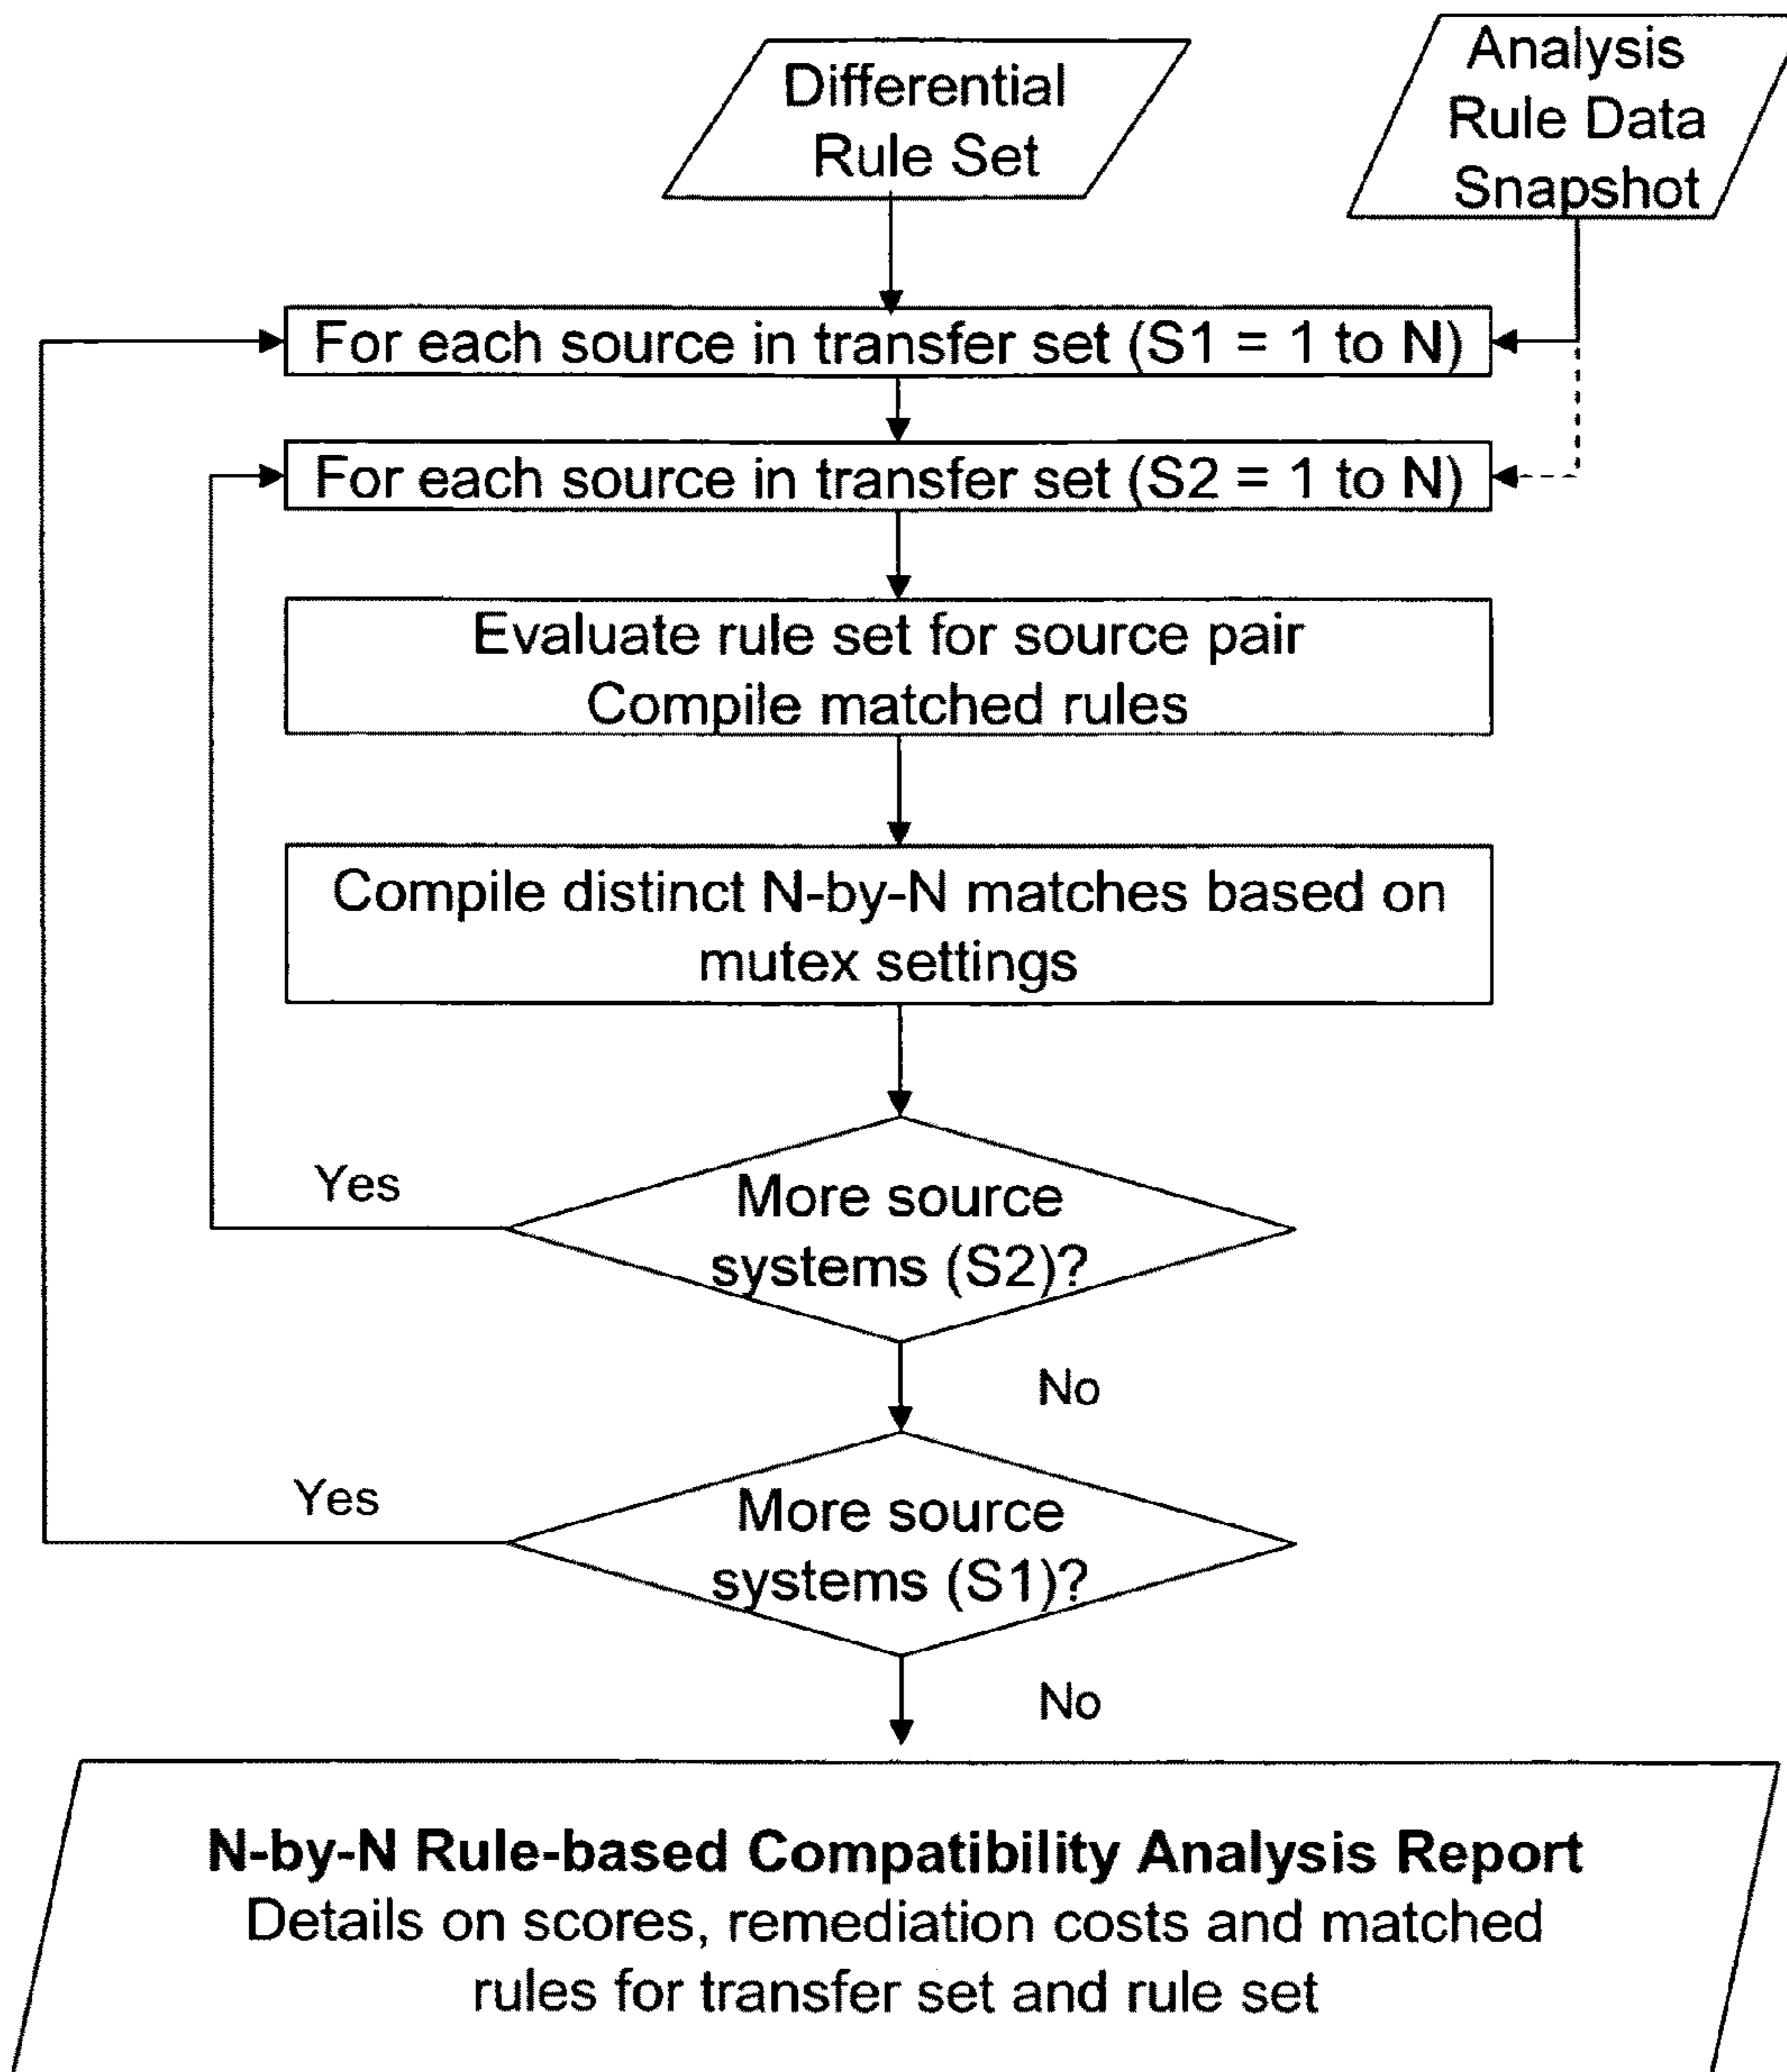 Differential
Rule Set
Analysis
Rule Data
Snapshot
For each source in transfer set (S1 = 1 to N)
For each source in transfer set (S2 = 1 to N)
Evaluate rule set for source pair
Compile matched rules
Compile distinct N-by-N matches based on
mutex settings
Yes
More source
systems (S2)?
No
Yes
More source
systems (S1)?
No
N-by-N Rule-based Compatibility Analysis Report
Details on scores, remediation costs and matched
rules for transfer set and rule set